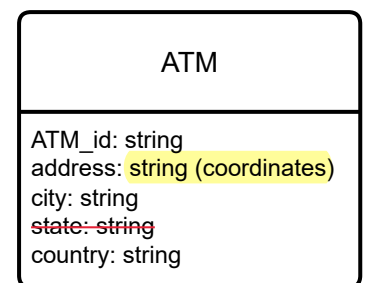 ATM
ATM_id: string
address: string (coordinates)
city: string
state: string
country: string